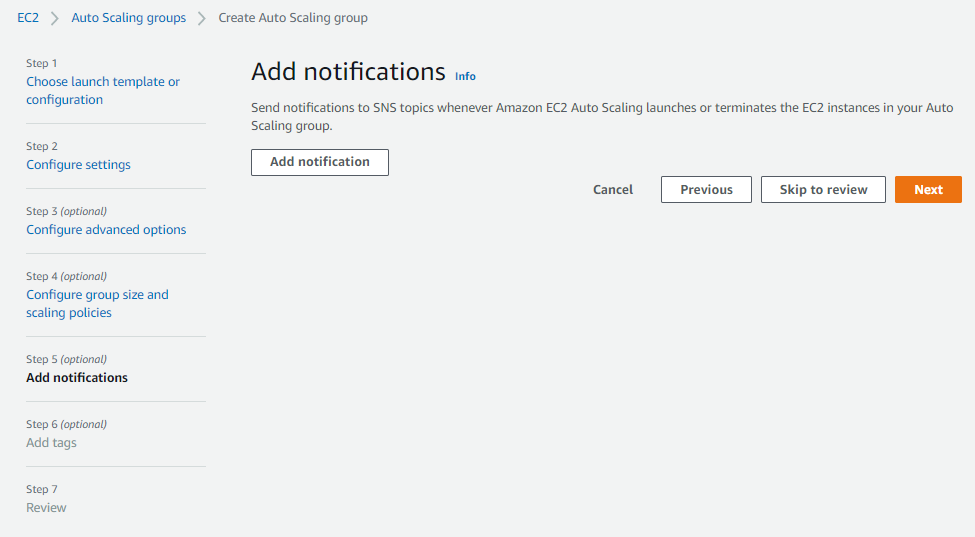 EC2 > Auto Scaling groups > Create Auto Scaling group
Step 1
Choose launch template or
configuration
Step 2
Configure settings
Step 3 (optional)
Configure advanced options
Step 4 (optional)
Configure group size and
scaling policies
Step 5 (optional)
Add notifications
Step 6 (optional)
Add tags
Step 7
Review
Add notifications Info
Send notifications to SNS topics whenever Amazon EC2 Auto Scaling launches or terminates the EC2 instances in your Auto
Scaling group.
Add notification
Cancel Previous Skip to review Next